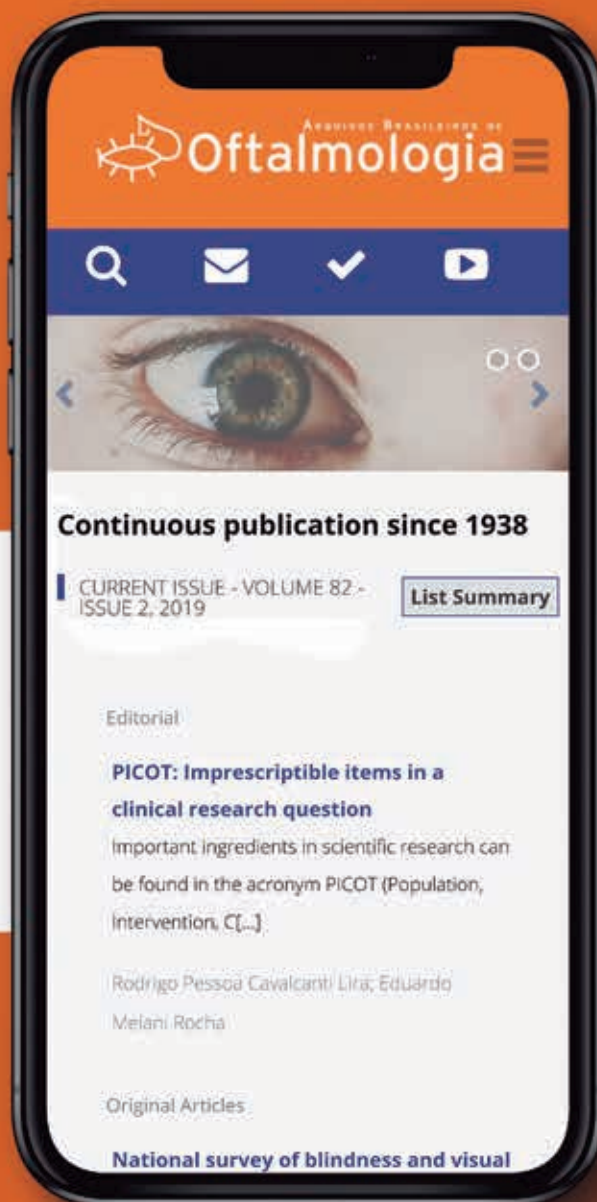 ARQUIVOS BRASILEIROS DE
Oftalmologia
Continuous publication since 1938
CURRENT ISSUE - VOLUME 82 -
ISSUE 2, 2019
List Summary
Editorial
PICOT: Imprescriptible items in a
clinical research question
Important ingredients in scientific research can
be found in the acronym PICOT (Population,
Intervention, C[...]
Rodrigo Pessoa Cavalcanti Lira; Eduardo
Melani Rocha
Original Articles
National survey of blindness and visual